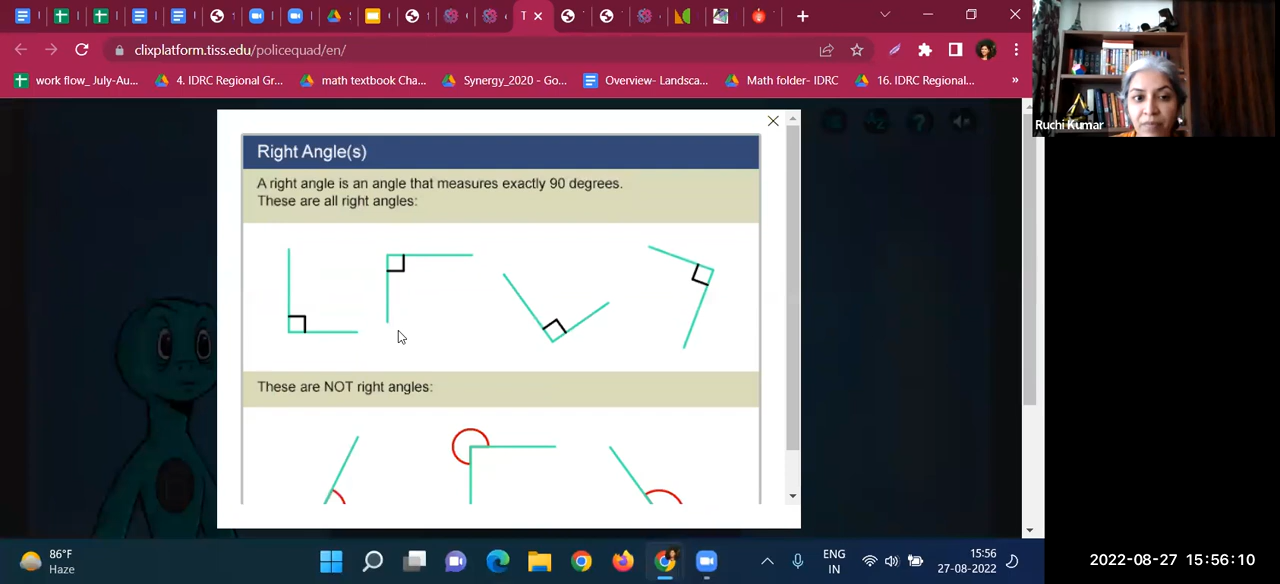 T
clixplatform.tiss.edu/policequad/en/
work flow_ July-Au...
4. IDRC Regional Gr...
math textbook Cha...
Synergy_2020 - Go...
Overview- Landsca...
Math folder- IDRC
16. IDRC Regional...
»
Ruchi Kumar
Right Angle(s)
A right angle is an angle that measures exactly 90 degrees.
These are all right angles:
These are NOT right angles:
86°F
Haze
ENG
IN
15:56
27-08-2022
2022-08-27 15:56:10